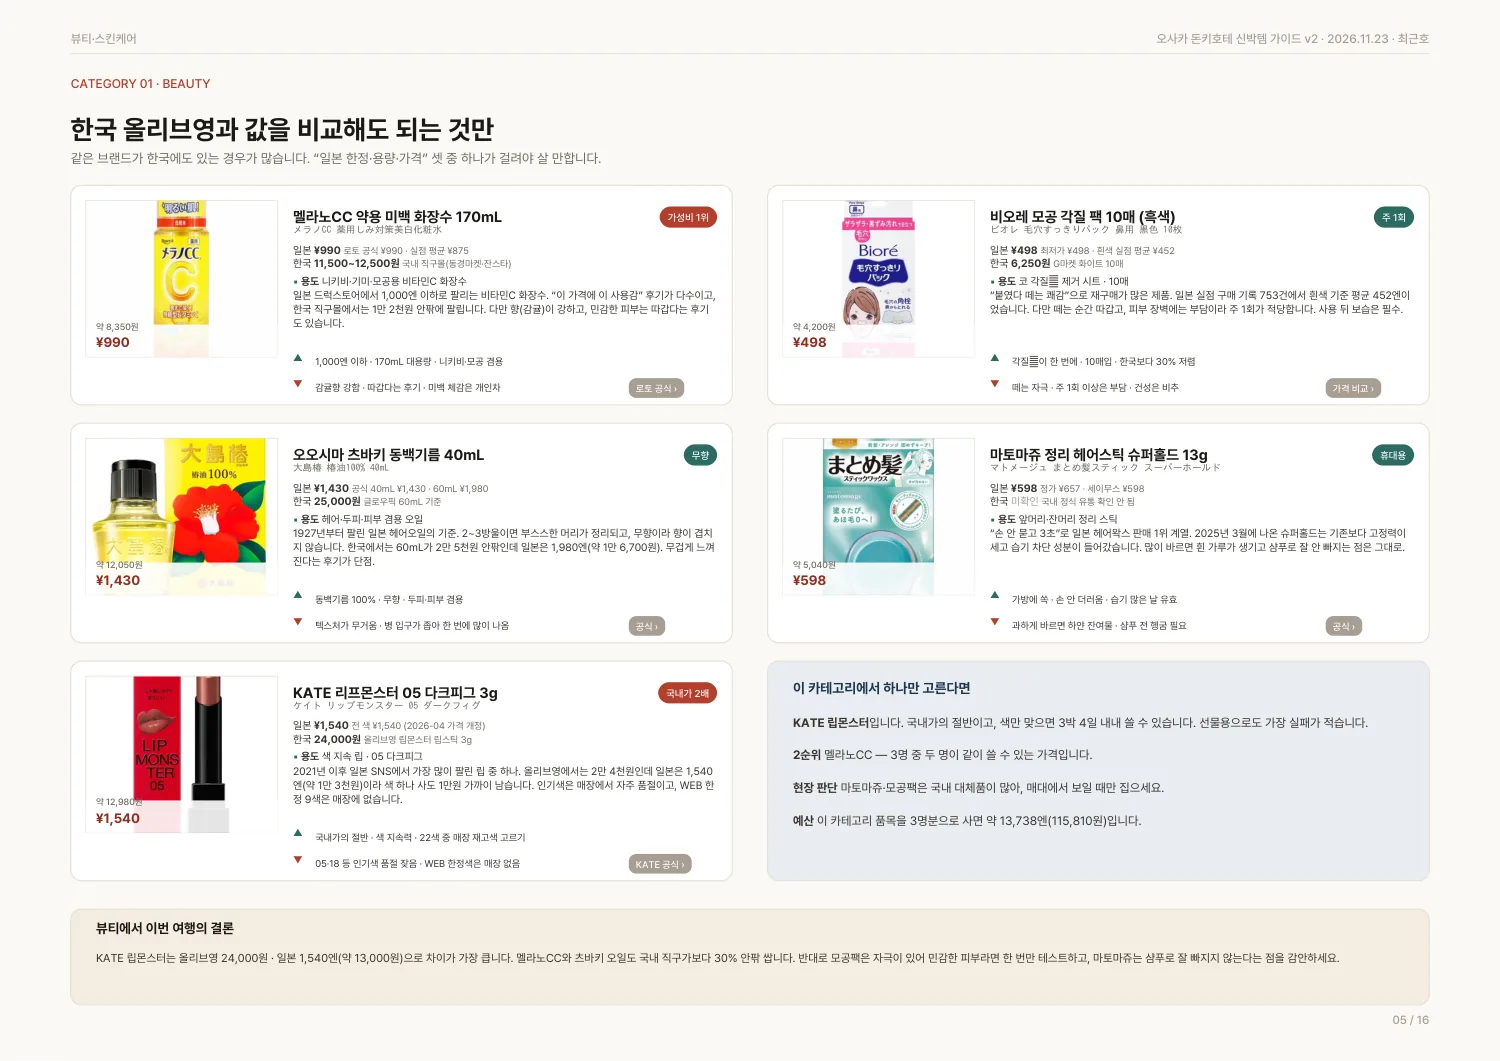 뷰티·스킨케어
오사카 돈키호테 신박템 가이드 v2 · 2026.11.23 · 최근호
CATEGORY 01 · BEAUTY
한국 올리브영과 값을 비교해도 되는 것만
같은 브랜드가 한국에도 있는 경우가 많습니다. “일본 한정·용량·가격” 셋 중 하나가 걸려야 살 만합니다.
멜라노CC 약용 미백 화장수 170mL
가성비 1위
メラノCC 薬用しみ対策美白化粧水
일본 ¥990 로토 공식 ¥990 · 실점 평균 ¥875
한국 11,500~12,500원 국내 직구몰(동경마켓·잔스타)
• 용도 니키비·기미·모공용 비타민C 화장수
일본 드럭스토어에서 1,000엔 이하로 팔리는 비타민C 화장수. “이 가격에 이 사용감” 후기가 다수이고,
한국 직구몰에서는 1만 2천원 안팎에 팔립니다. 다만 향(감귤)이 강하고, 민감한 피부는 따갑다는 후기
도 있습니다.
メラノCC
C
약 8,350원
¥990
▲ 1,000엔 이하 · 170mL 대용량 · 니키비·모공 겸용
▼ 감귤향 강함 · 따갑다는 후기 · 미백 체감은 개인차
로토 공식 ›
비오레 모공 각질 팩 10매 (흑색)
주 1회
ビオレ 毛穴すっきりパック 鼻用 黒色 10枚
일본 ¥498 최저가 ¥498 · 흰색 실점 평균 ¥452
한국 6,250원 G마켓 화이트 10매
• 용도 코 각질 제거 시트 · 10매
“붙였다 떼는 쾌감”으로 재구매가 많은 제품. 일본 실점 구매 기록 753건에서 흰색 기준 평균 452엔이
었습니다. 다만 떼는 순간 따갑고, 피부 장벽에는 부담이라 주 1회가 적당합니다. 사용 뒤 보습은 필수.
ザラザラ・黒ずみ汚れ
毛穴
Bioré
毛穴すっきり
パック
毛穴の角栓
약 4,200원
¥498
▲ 각질이 한 번에 · 10매입 · 한국보다 30% 저렴
▼ 떼는 자극 · 주 1회 이상은 부담 · 건성은 비추
가격 비교 ›
오오시마 츠바키 동백기름 40mL
무향
大島椿 椿油100% 40mL
일본 ¥1,430 공식 40mL ¥1,430 · 60mL ¥1,980
한국 25,000원 글로우픽 60mL 기준
• 용도 헤어·두피·피부 겸용 오일
1927년부터 팔린 일본 헤어오일의 기준. 2~3방울이면 부스스한 머리가 정리되고, 무향이라 향이 겹치
지 않습니다. 한국에서는 60mL가 2만 5천원 안팎인데 일본은 1,980엔(약 1만 6,700원). 무겁게 느껴
진다는 후기가 단점.
大島椿
椿油100%
大島椿
약 12,050원
¥1,430
▲ 동백기름 100% · 무향 · 두피·피부 겸용
▼ 텍스처가 무거움 · 병 입구가 좁아 한 번에 많이 나옴
공식 ›
마토마쥬 정리 헤어스틱 슈퍼홀드 13g
휴대용
マトメージュ まとめ髪スティック スーパーホールド
일본 ¥598 정가 ¥657 · 세이무스 ¥598
한국 미확인 국내 정식 유통 확인 안 됨
• 용도 앞머리·잔머리 정리 스틱
“손 안 묻고 3초”로 일본 헤어왁스 판매 1위 계열. 2025년 3월에 나온 슈퍼홀드는 기존보다 고정력이
세고 습기 차단 성분이 들어갔습니다. 많이 바르면 흰 가루가 생기고 샴푸로 잘 안 빠지는 점은 그대로.
まとめ髪
スティックワックス
塗るたび、
あほ毛0へ!
약 5,040원
¥598
▲ 가방에 쏙 · 손 안 더러움 · 습기 많은 날 유효
▼ 과하게 바르면 하얀 잔여물 · 샴푸 전 헹굼 필요
공식 ›
KATE 리프몬스터 05 다크피그 3g
국내가 2배
ケイト リップモンスター 05 ダークフィグ
일본 ¥1,540 전 색 ¥1,540 (2026-04 가격 개정)
한국 24,000원 올리브영 립몬스터 립스틱 3g
• 용도 색 지속 립 · 05 다크피그
2021년 이후 일본 SNS에서 가장 많이 팔린 립 중 하나. 올리브영에서는 2만 4천원인데 일본은 1,540
엔(약 1만 3천원)이라 색 하나 사도 1만원 가까이 남습니다. 인기색은 매장에서 자주 품절이고, WEB 한
정 9색은 매장에 없습니다.
LIP
MONS
TER
05
약 12,980원
¥1,540
▲ 국내가의 절반 · 색 지속력 · 22색 중 매장 재고색 고르기
▼ 05·18 등 인기색 품절 잦음 · WEB 한정색은 매장 없음
KATE 공식 ›
이 카테고리에서 하나만 고른다면
KATE 립몬스터입니다. 국내가의 절반이고, 색만 맞으면 3박 4일 내내 쓸 수 있습니다. 선물용으로도 가장 실패가 적습니다.
2순위 멜라노CC — 3명 중 두 명이 같이 쓸 수 있는 가격입니다.
현장 판단 마토마쥬·모공팩은 국내 대체품이 많아, 매대에서 보일 때만 집으세요.
예산 이 카테고리 품목을 3명분으로 사면 약 13,738엔(115,810원)입니다.
뷰티에서 이번 여행의 결론
KATE 립몬스터는 올리브영 24,000원 · 일본 1,540엔(약 13,000원)으로 차이가 가장 큽니다. 멜라노CC와 츠바키 오일도 국내 직구가보다 30% 안팎 쌉니다. 반대로 모공팩은 자극이 있어 민감한 피부라면 한 번만 테스트하고, 마토마쥬는 샴푸로 잘 빠지지 않는다는 점을 감안하세요.
05 / 16